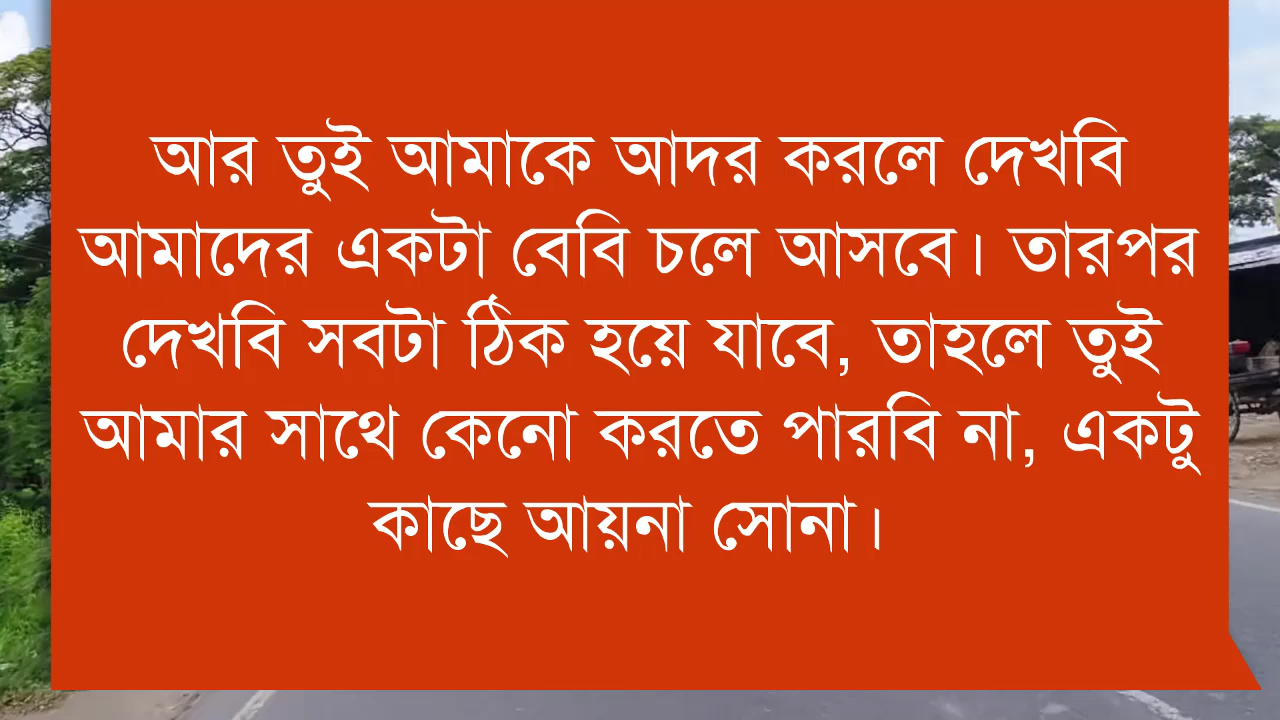 আর তুই আমাকে আদর করলে দেখবি
আমাদের একটা বেবি চলে আসবে। তারপর
দেখবি সবটা ঠিক হয়ে যাবে, তাহলে তুই
আমার সাথে কেনো করতে পারবি না, একটু
কাছে আয়না সোনা।